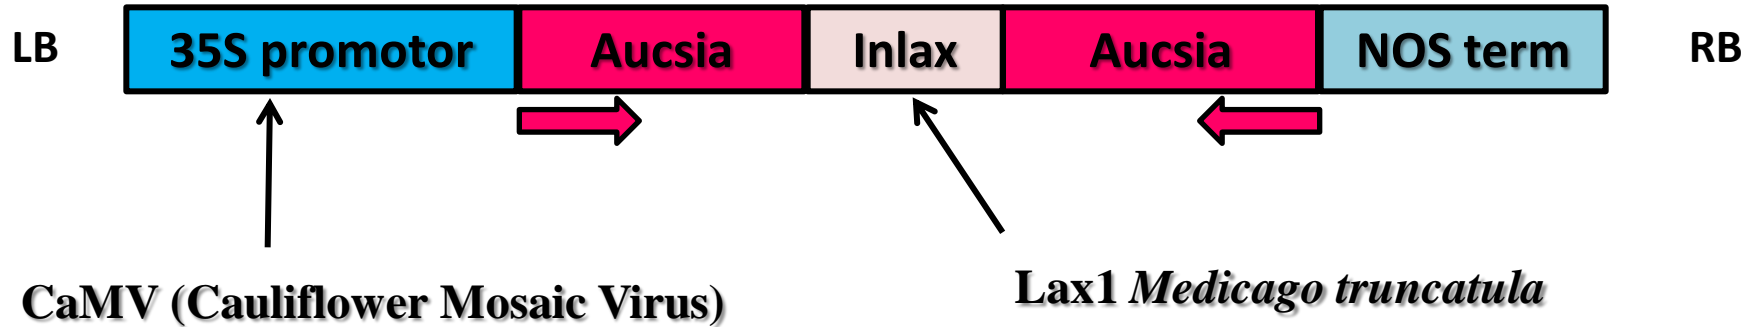 LB 35S promotor Aucsia Inlax Aucsia NOS term RB
CaMV (Cauliflower Mosaic Virus)
Lax1 Medicago truncatula